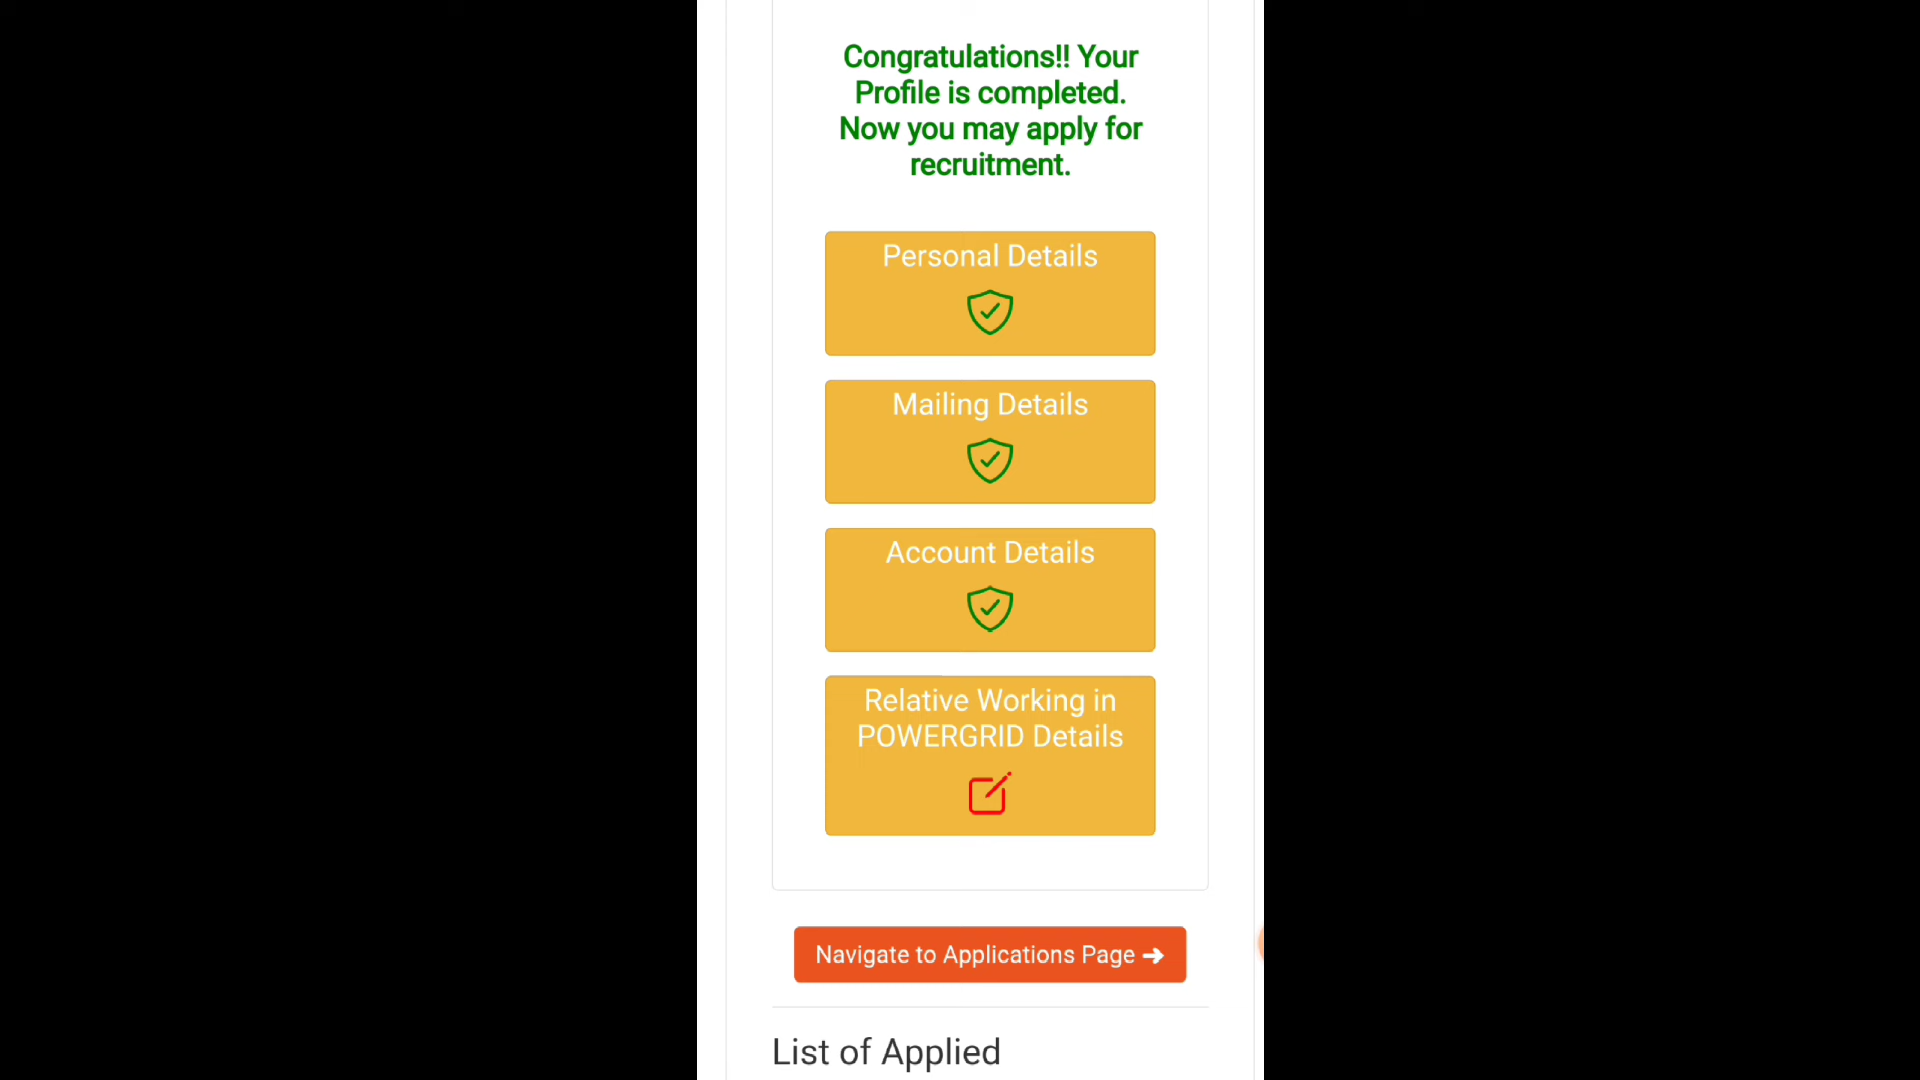 Congratulations!! Your
Profile is completed.
Now you may apply for
recruitment.
Personal Details
Mailing Details
Account Details
Relative Working in
POWERGRID Details
Navigate to Applications Page ➔
List of Applied